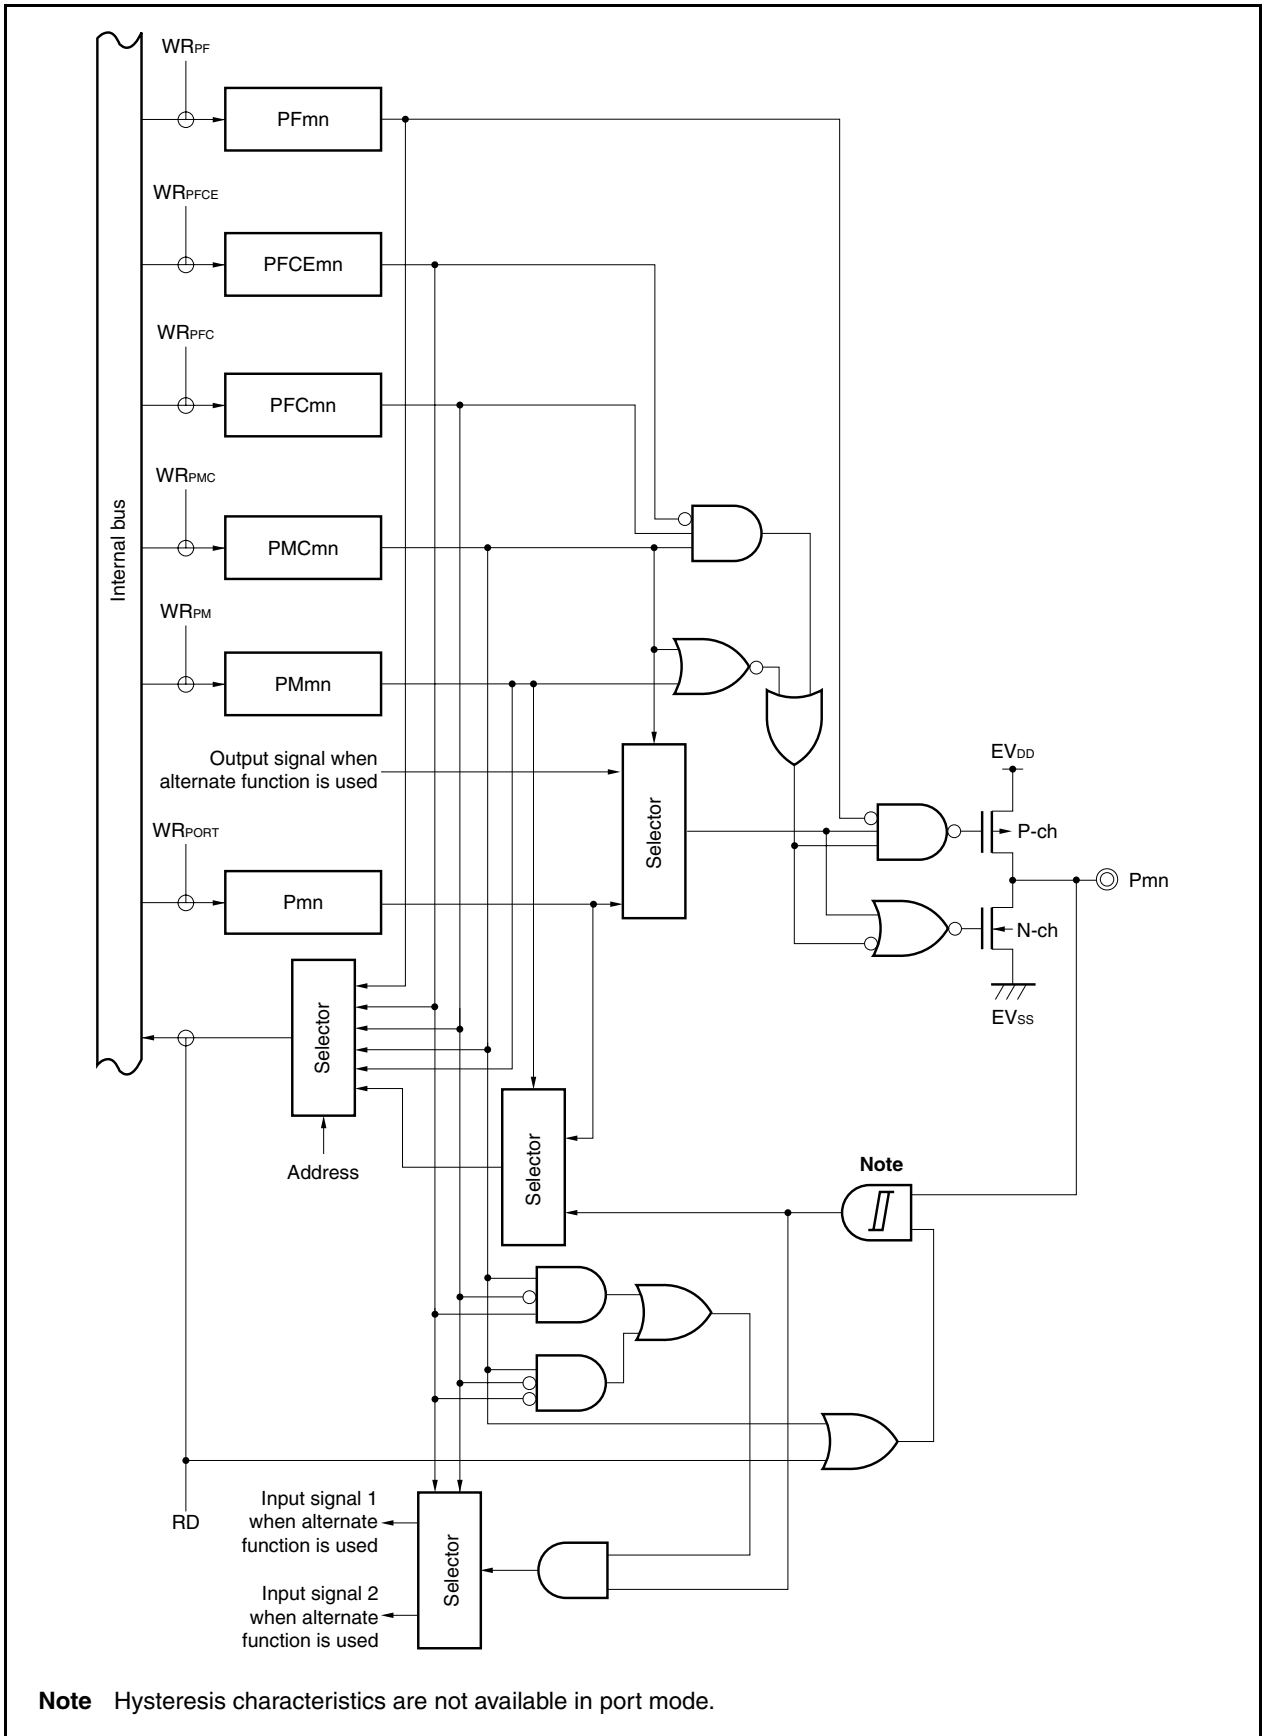 WRPF
PFmn
WRPFCE
PFCEmn
WRPFC
PFCmn
WRPMC
PMCmn
Internal bus
WRPM
PMmn
Output signal when
alternate function is used
Selector
EVDD
P-ch
WRPORT
Pmn
Pmn
N-ch
EVSS
Selector
Address
Selector
Note
RD
Input signal 1
when alternate
function is used
Selector
Input signal 2
when alternate
function is used
Note Hysteresis characteristics are not available in port mode.